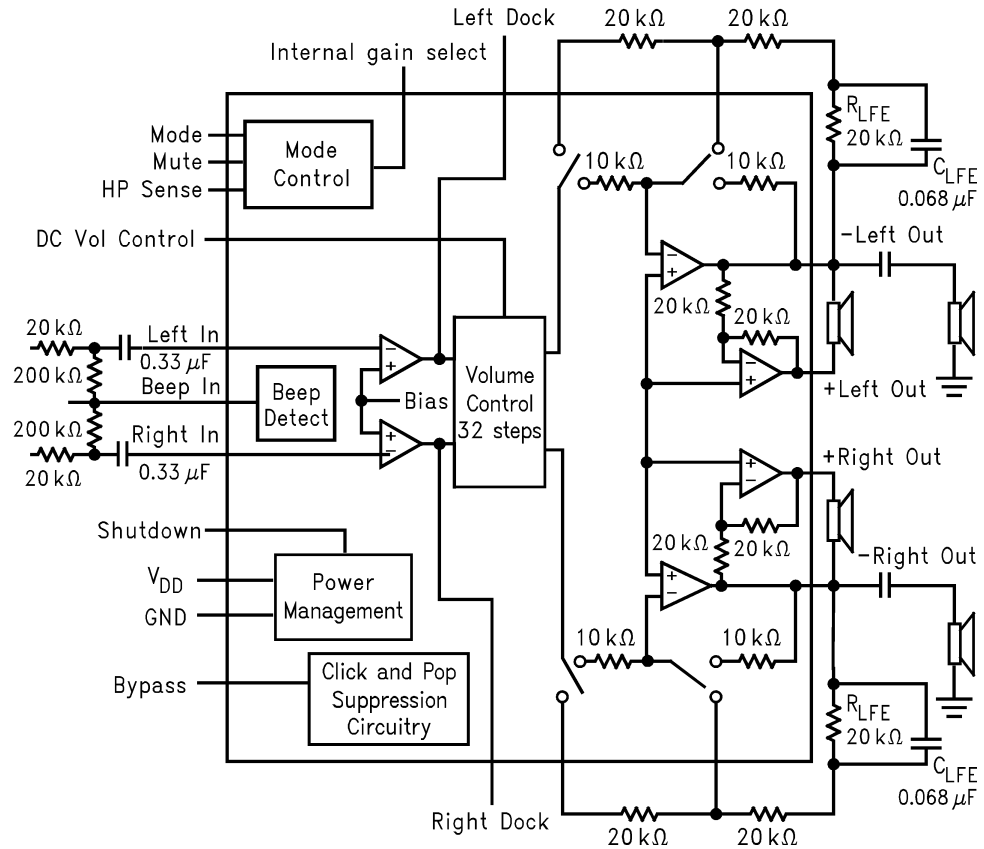 Left Dock
20 kΩ
20 kΩ
Internal gain select
Mode
Mute
HP Sense
Mode
Control
10 kΩ
10 kΩ
R_LFE
20 kΩ
C_LFE
0.068 µF
DC Vol Control
−Left Out
20 kΩ
20 kΩ
+Left Out
20 kΩ
Left In
0.33 µF
200 kΩ
Beep In
Beep
Detect
Bias
Volume
Control
32 steps
200 kΩ
Right In
20 kΩ
0.33 µF
+Right Out
20 kΩ
20 kΩ
−Right Out
Shutdown
V_DD
GND
Power
Management
10 kΩ
10 kΩ
Bypass
Click and Pop
Suppression
Circuitry
R_LFE
20 kΩ
C_LFE
0.068 µF
Right Dock
20 kΩ
20 kΩ